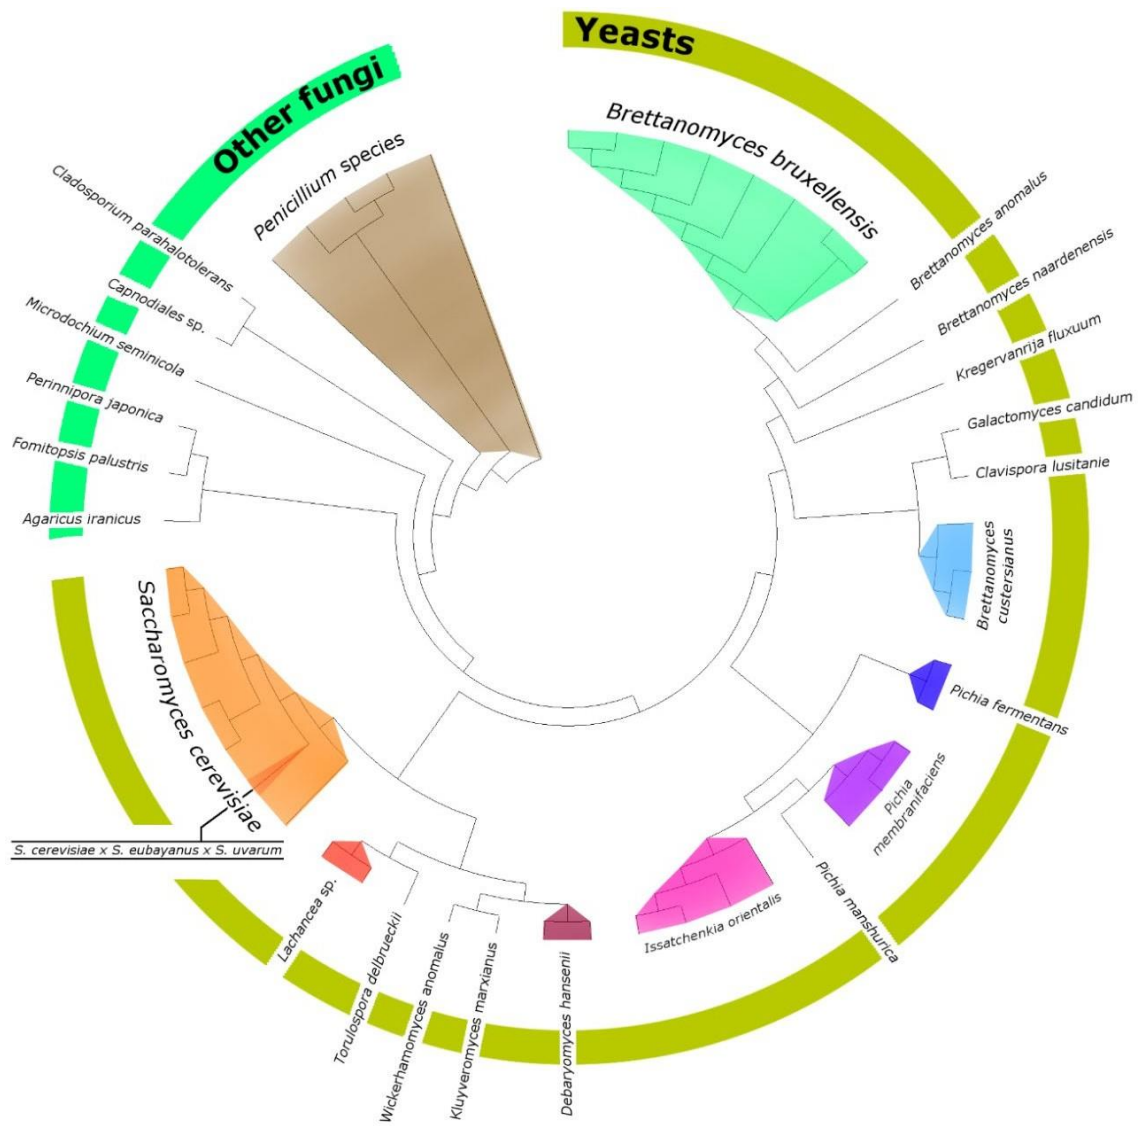 Yeasts
Other fungi
Brettanomyces bruxellensis
Penicillium species
Cladosporium parahalotolerans
Brettanomyces anomalus
Brettanomyces naardenensis
Capnodiales sp.
Microdochium seminicola
Kregervanrija fluxuum
Perinnipora japonica
Galactomyces candidum
Fomitopsis palustris
Clavispora lusitanie
Agaricus iranicus
Brettanomyces
custersianus
Saccharomyces cerevisiae
Pichia fermentans
Pichia
membranifaciens
S. cerevisiae x S. eubayanus x S. uvarum
Pichia manshurica
Lachancea sp.
Issatchenkia orientalis
Torulospora delbrueckii
Wickerhamomyces anomalus
Kluyveromyces marxianus
Debaryomyces hansenii